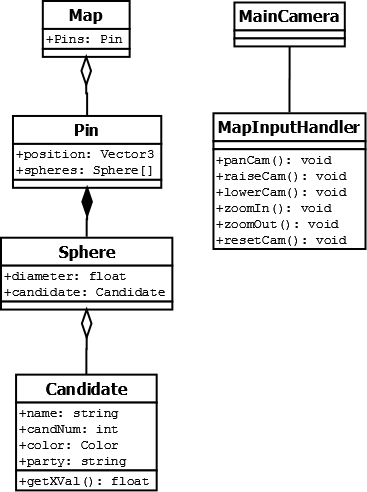 Map
+Pins: Pin
Pin
+position: Vector3
+spheres: Sphere[]
Sphere
+diameter: float
+candidate: Candidate
Candidate
+name: string
+candNum: int
+color: Color
+party: string
+getXVal(): float
MainCamera
MapInputHandler
+panCam(): void
+raiseCam(): void
+lowerCam(): void
+zoomIn(): void
+zoomOut(): void
+resetCam(): void